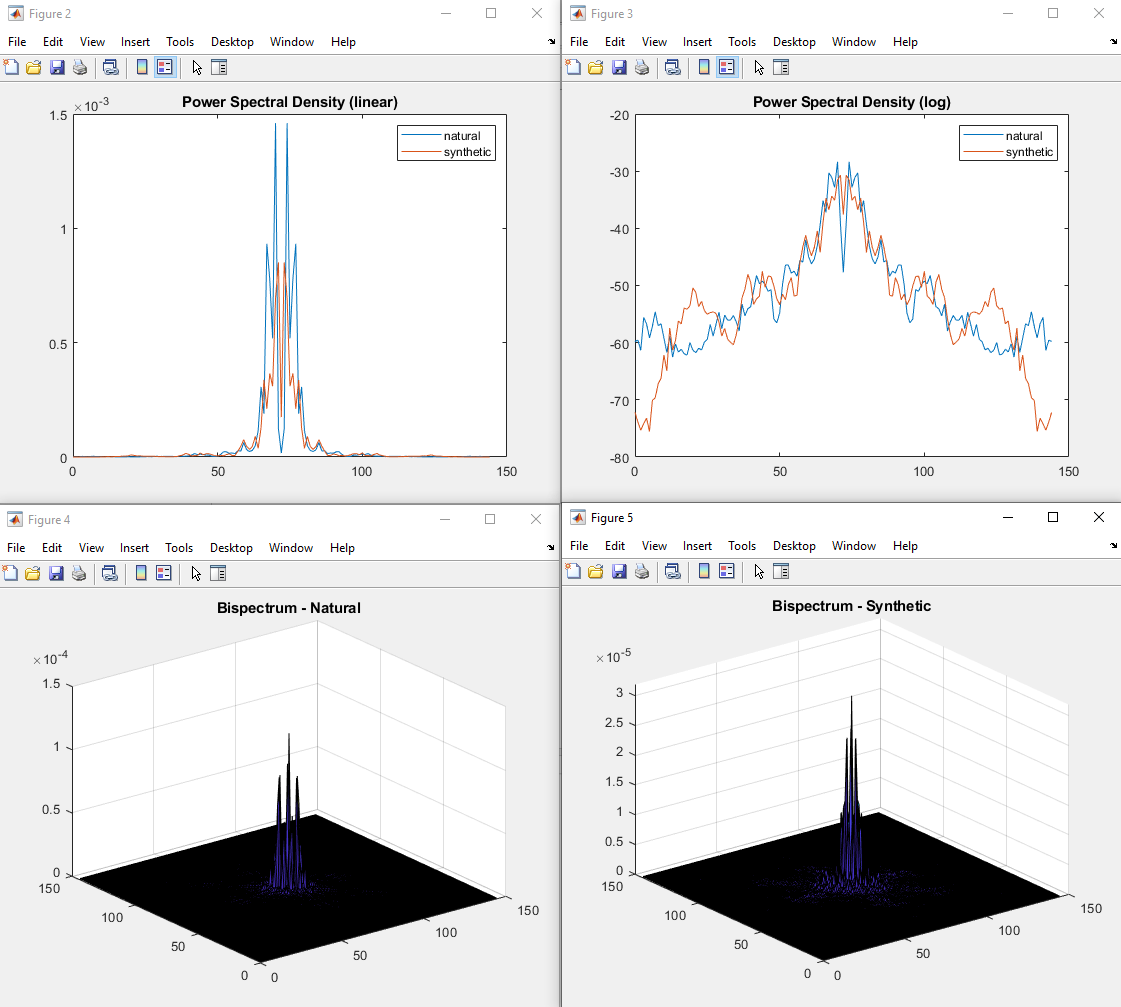 Figure 2
File Edit View Insert Tools Desktop Window Help
Power Spectral Density (linear)
×10-3
1.5
1
0.5
0
0 50 100 150
natural
synthetic
Figure 3
File Edit View Insert Tools Desktop Window Help
Power Spectral Density (log)
-20
-30
-40
-50
-60
-70
-80
0 50 100 150
natural
synthetic
Figure 4
File Edit View Insert Tools Desktop Window Help
Bispectrum - Natural
×10-4
1.5
1
0.5
0
150
100
50
0
0
50
100
150
Figure 5
File Edit View Insert Tools Desktop Window Help
Bispectrum - Synthetic
×10-5
3
2.5
2
1.5
1
0.5
0
150
100
50
0
0
50
100
150